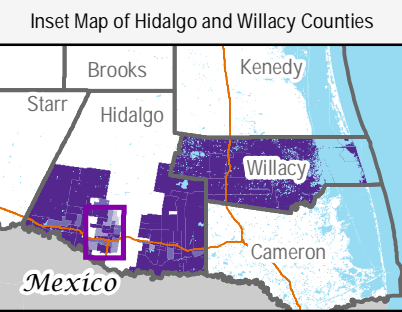 Inset Map of Hidalgo and Willacy Counties
Brooks
Kenedy
Starr
Hidalgo
Willacy
Cameron
Mexico